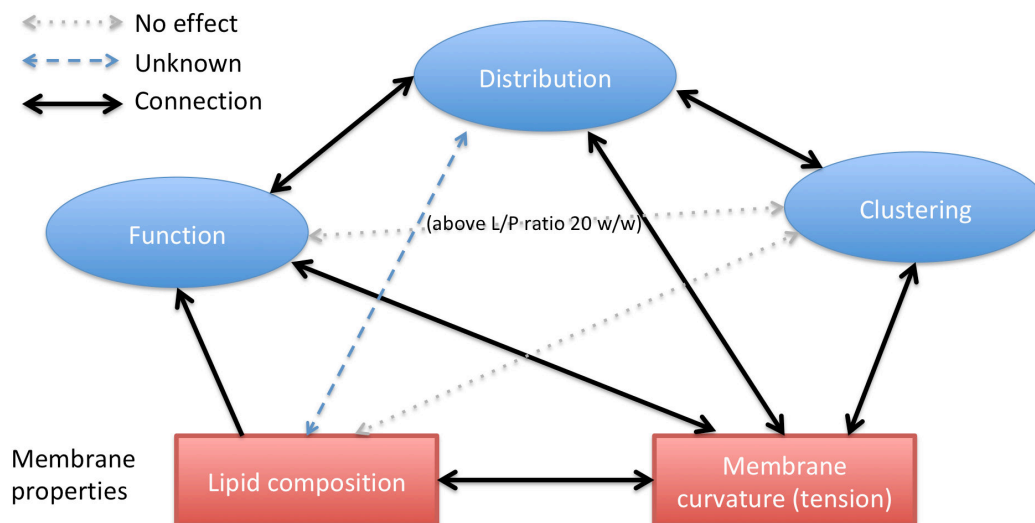 No effect
Unknown
Connection
Distribution
Function
(above L/P ratio 20 w/w)
Clustering
Membrane
properties
Lipid composition
Membrane
curvature (tension)